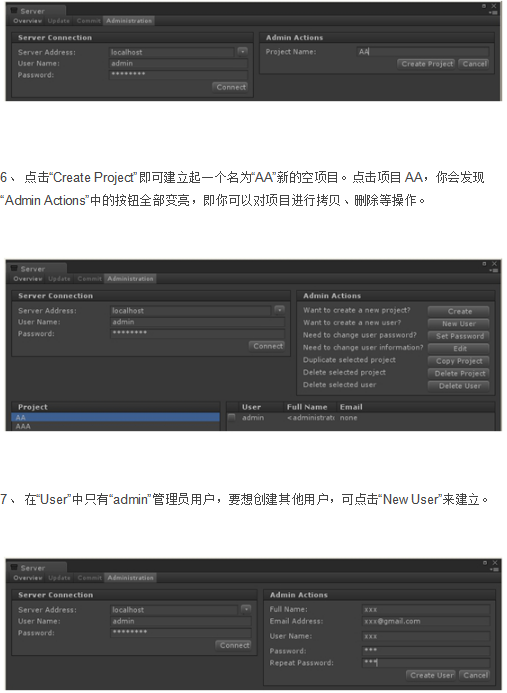 Server
Overview Update Commit Administration
Server Connection
Server Address: localhost
User Name: admin
Password: ********
Connect
Admin Actions
Project Name: AA
Create Project Cancel
6、 点击“Create Project”即可建立起一个名为“AA”新的空项目。点击项目 AA，你会发现
“Admin Actions”中的按钮全部变亮，即你可以对项目进行拷贝、删除等操作。
Server
Overview Update Commit Administration
Server Connection
Server Address: localhost
User Name: admin
Password: ********
Connect
Admin Actions
Want to create a new project? Create
Want to create a new user? New User
Need to change user password? Set Password
Need to change user information? Edit
Duplicate selected project Copy Project
Delete selected project Delete Project
Delete selected user Delete User
Project
AA
AAA
User Full Name Email
admin <administrati none
7、 在“User”中只有“admin”管理员用户，要想创建其他用户，可点击“New User”来建立。
Server
Overview Update Commit Administration
Server Connection
Server Address: localhost
User Name: admin
Password: ********
Connect
Admin Actions
Full Name: xxx
Email Address: xxx@gmail.com
User Name: xxx
Password: ***
Repeat Password: ***
Create User Cancel